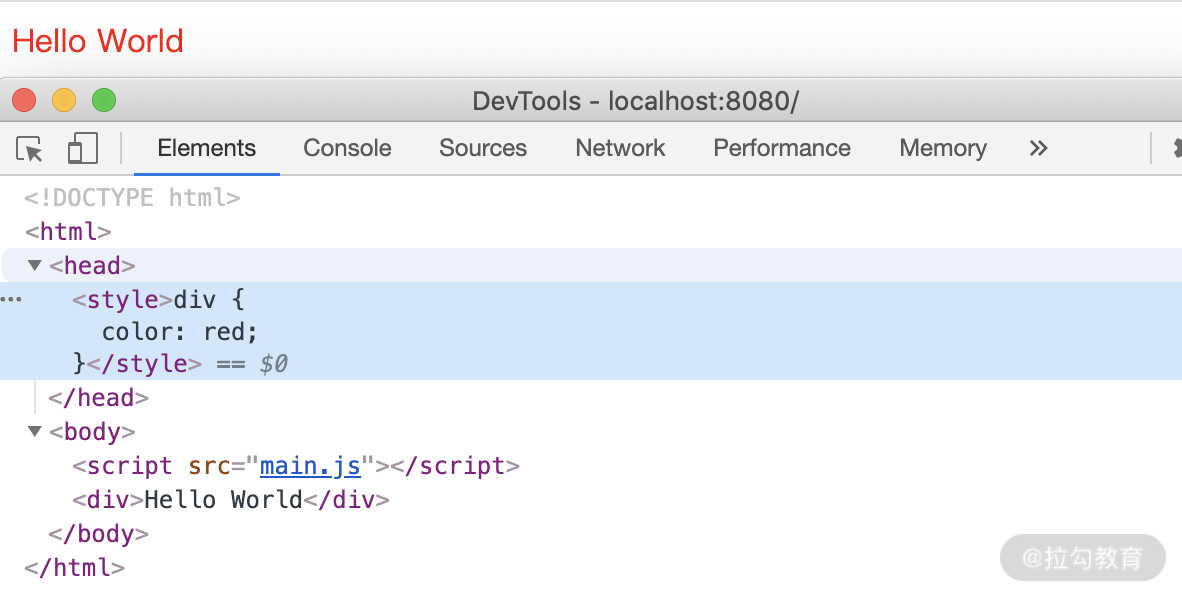 Hello World
DevTools - localhost:8080/
Elements Console Sources Network Performance Memory »
<!DOCTYPE html>
<html>
▼<head>
••• <style>div {
color: red;
}</style> == $0
</head>
▼<body>
<script src="main.js"></script>
<div>Hello World</div>
</body>
</html>
@拉勾教育